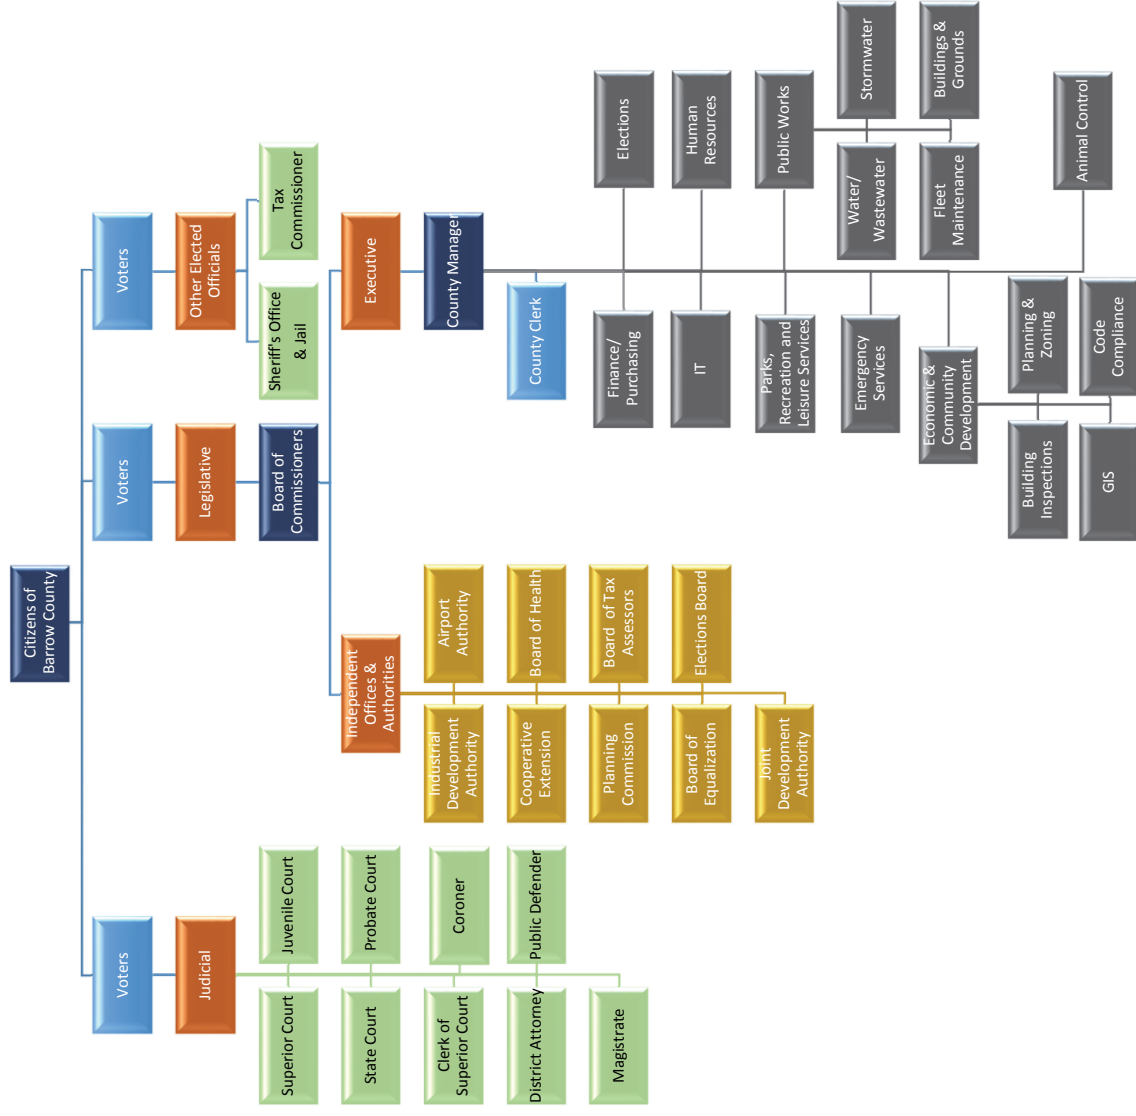 Citizens of
Barrow County
Voters
Judicial
Superior Court
Juvenile Court
State Court
Probate Court
Clerk of
Superior Court
Coroner
District Attorney
Public Defender
Magistrate
Voters
Legislative
Board of
Commissioners
Independent
Offices &
Authorities
Industrial
Development
Authority
Airport
Authority
Cooperative
Extension
Board of Health
Planning
Commission
Board  of Tax
Assessors
Board of
Equalization
Elections Board
Joint
Development
Authority
Executive
County Manager
County Clerk
Finance/
Purchasing
Elections
IT
Human
Resources
Parks,
Recreation and
Leisure Services
Public Works
Water/
Wastewater
Stormwater
Fleet
Maintenance
Buildings &
Grounds
Emergency
Services
Economic &
Community
Development
Building
Inspections
Planning &
Zoning
GIS
Code
Compliance
Animal Control
Voters
Other Elected
Officials
Sheriff's Office
& Jail
Tax
Commissioner